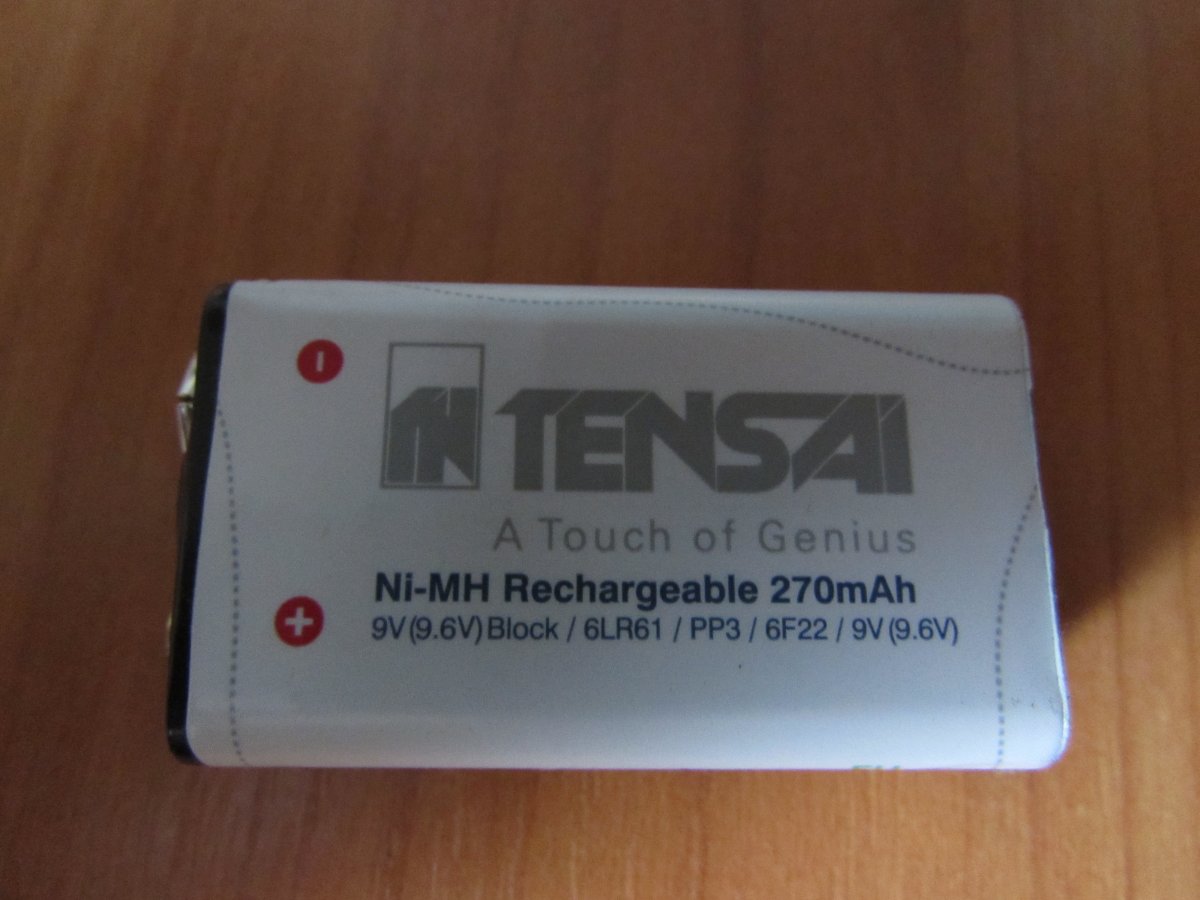 -
TENSAI
A Touch of Genius
Ni-MH Rechargeable 270mAh
+
9V(9.6V)Block / 6LR61 / PP3 / 6F22 / 9V(9.6V)